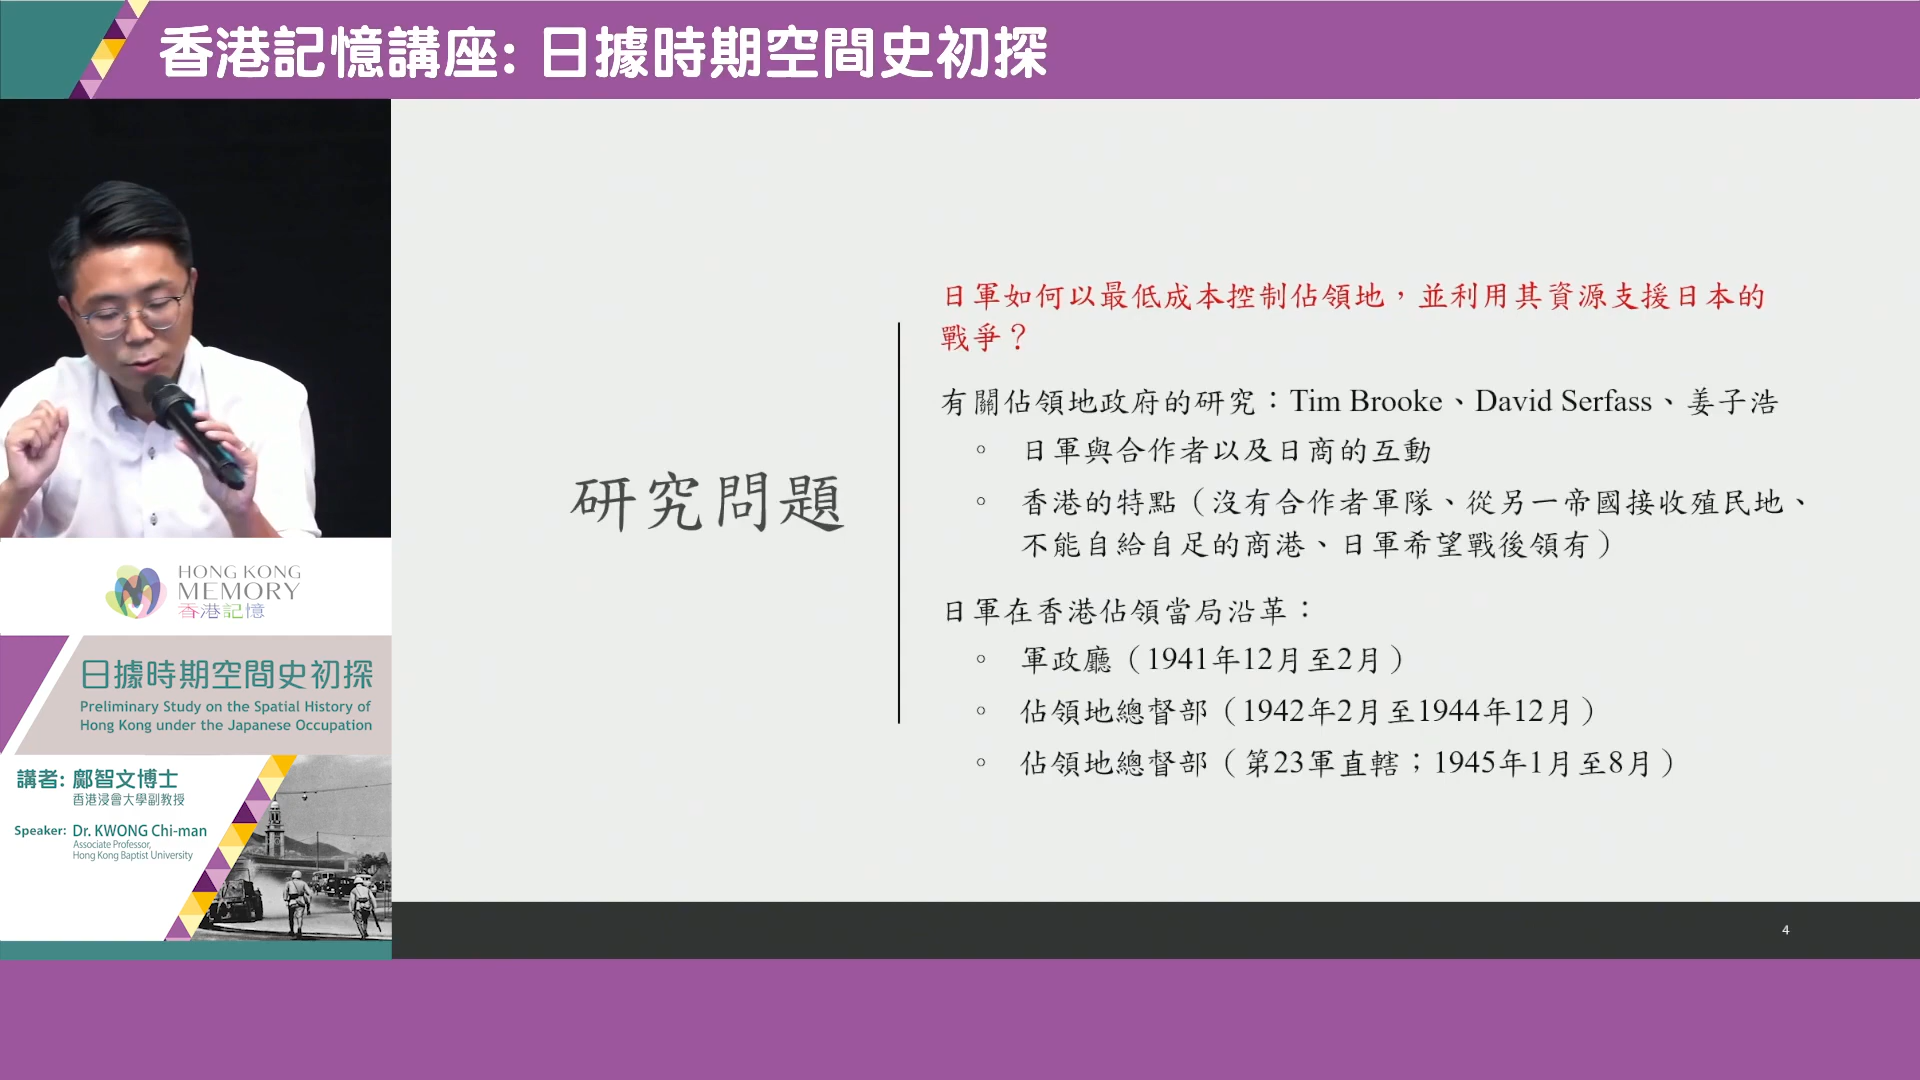 香港記憶講座: 日據時期空間史初探
HONG KONG
MEMORY
香港記憶
日據時期空間史初探
Preliminary Study on the Spatial History of
Hong Kong under the Japanese Occupation
講者: 鄺智文博士
香港浸會大學副教授
Speaker: Dr. KWONG Chi-man
Associate Professor,
Hong Kong Baptist University
研究問題
日軍如何以最低成本控制佔領地，並利用其資源支援日本的
戰爭？
有關佔領地政府的研究：Tim Brooke、David Serfass、姜子浩
◦ 日軍與合作者以及日商的互動
◦ 香港的特點（沒有合作者軍隊、從另一帝國接收殖民地、
不能自給自足的商港、日軍希望戰後領有）
日軍在香港佔領當局沿革：
◦ 軍政廳（1941年12月至2月）
◦ 佔領地總督部（1942年2月至1944年12月）
◦ 佔領地總督部（第23軍直轄；1945年1月至8月）
4